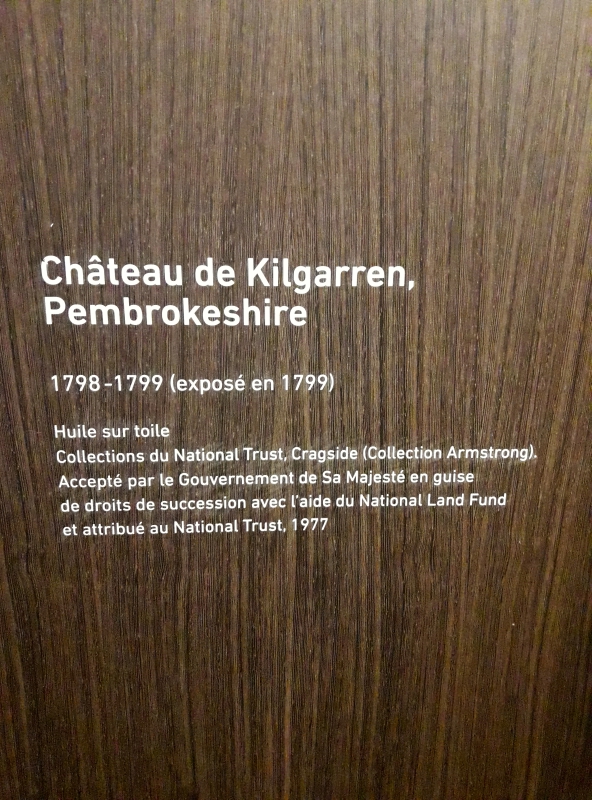 Château de Kilgarren,
Pembrokeshire
1798-1799 (exposé en 1799)
Huile sur toile
Collections du National Trust, Cragside (Collection Armstrong).
Accepté par le Gouvernement de Sa Majesté en guise
de droits de succession avec l'aide du National Land Fund
et attribué au National Trust, 1977